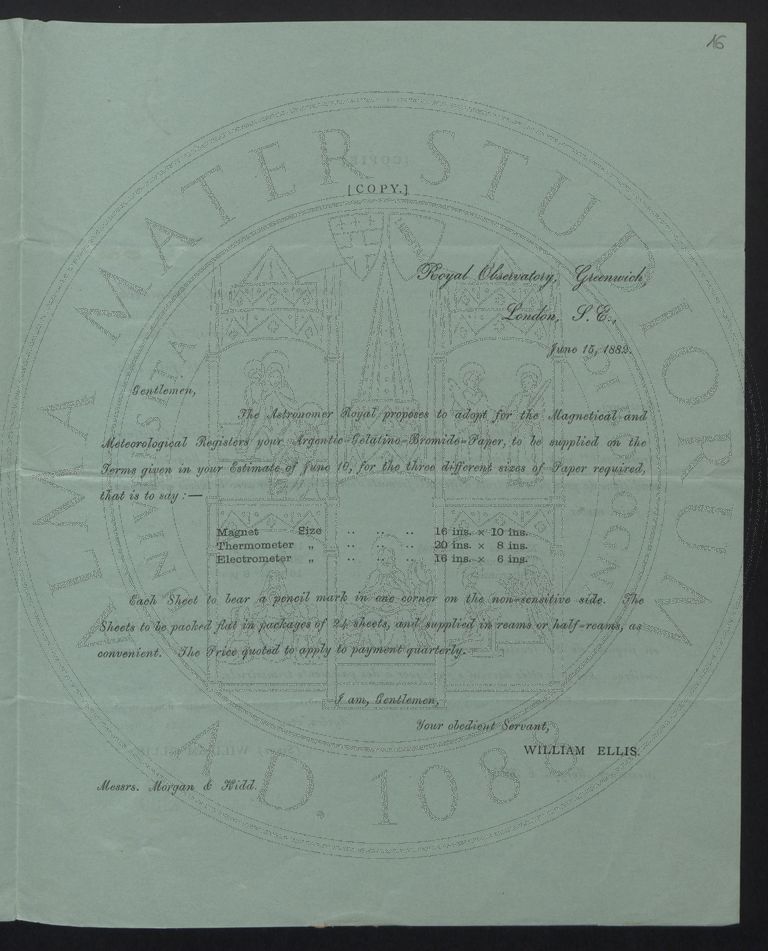 16
[COPY.]
Royal Observatory, Greenwich
London, S.E.,
June 15, 1882.
Gentlemen,
The Astronomer Royal proposes to adopt for the Magnetical and
Meteorological Registers your Argentic-Gelatino-Bromide-Paper, to be supplied on the
Terms given in your Estimate of June 10, for the three different sizes of Paper required,
that is to say:—
Magnet Size .. .. .. 16 ins. × 10 ins.
Thermometer „ .. .. .. 20 ins. × 8 ins.
Electrometer „ .. .. .. 16 ins. × 6 ins.
Each Sheet to bear a pencil mark in one corner on the non-sensitive side. The
Sheets to be packed flat in packages of 24 sheets, and supplied in reams or half-reams, as
convenient. The Price quoted to apply to payment quarterly.
I am, Gentlemen,
Your obedient Servant,
WILLIAM ELLIS.
Messrs. Morgan & Kidd.
ALMA MATER STUDIORUM
A.D. 1088